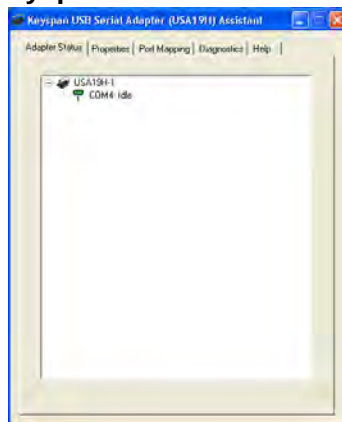 Keyspan USB Serial Adapter (USA19H) Assistant
Adapter Status Properties Port Mapping Diagnostics Help
USA19H-1
COM4: idle